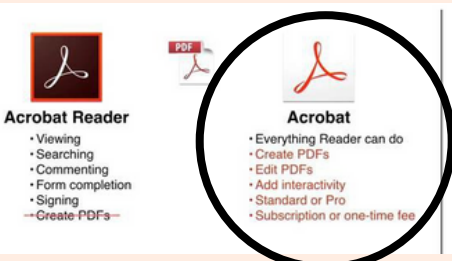 PDF
Acrobat Reader
• Viewing
• Searching
• Commenting
• Form completion
• Signing
• Create PDFs
Acrobat
• Everything Reader can do
• Create PDFs
• Edit PDFs
• Add interactivity
• Standard or Pro
• Subscription or one-time fee